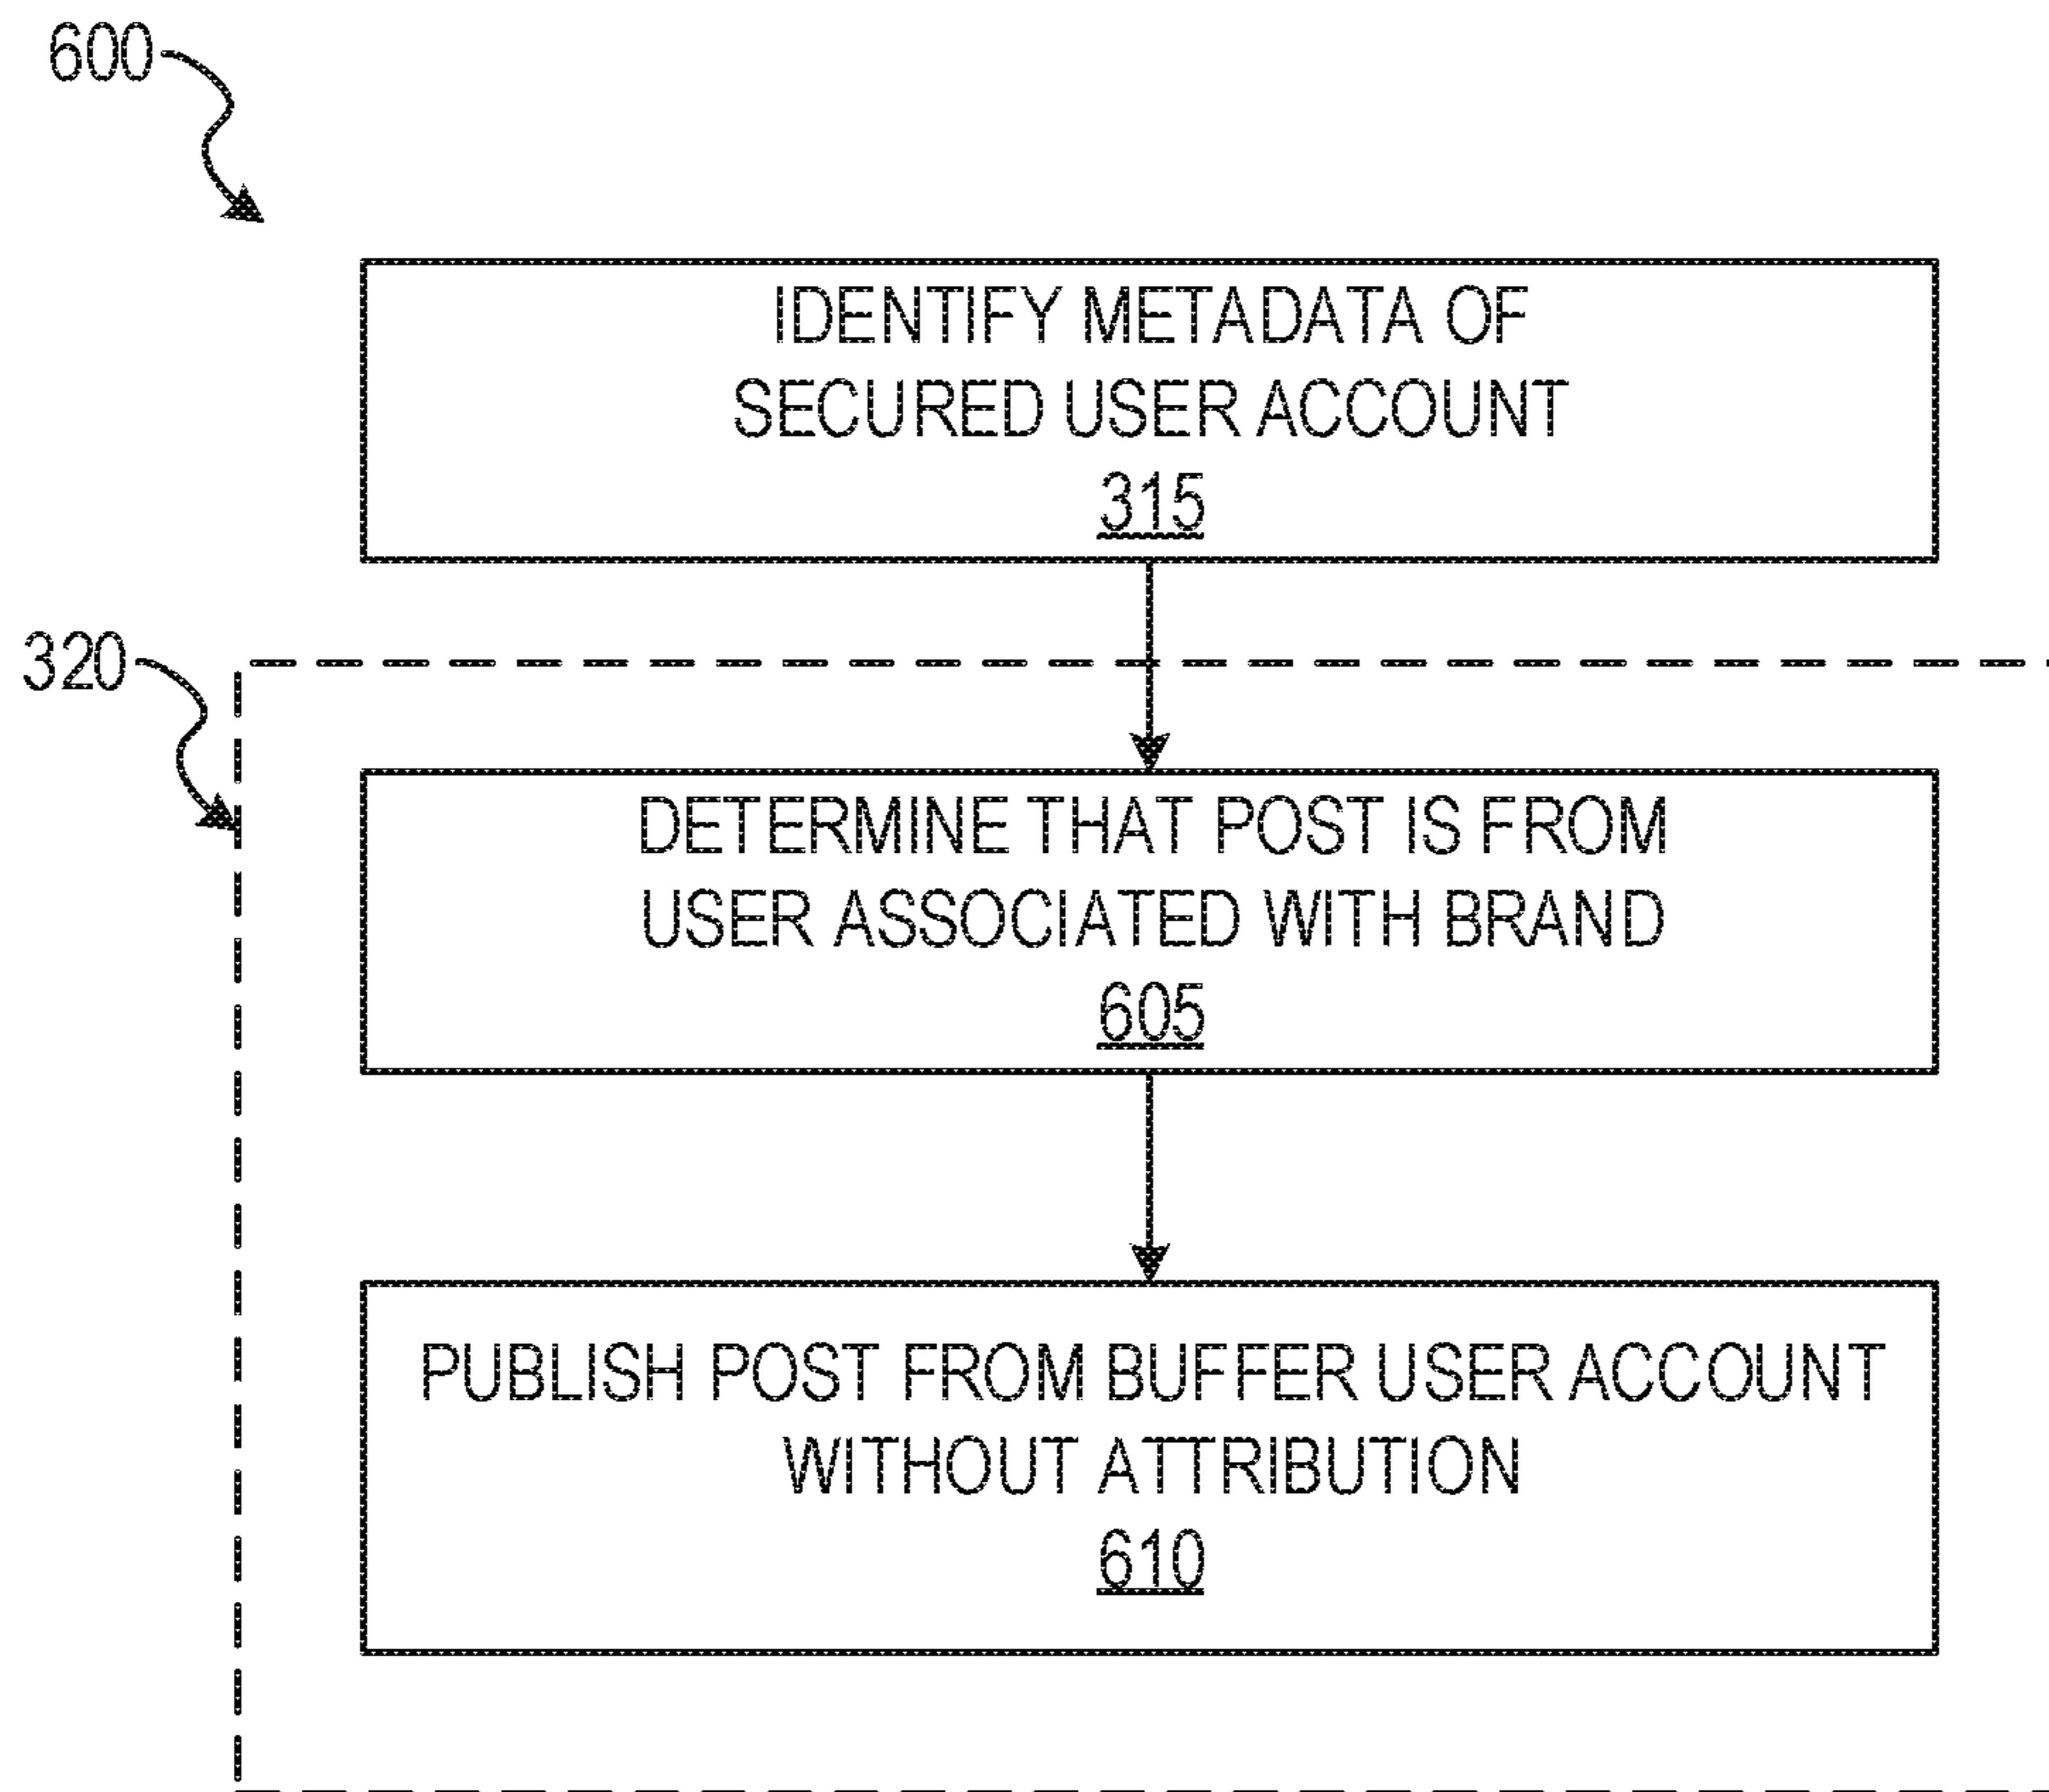 600
IDENTIFY METADATA OF
SECURED USER ACCOUNT
315
320
DETERMINE THAT POST IS FROM
USER ASSOCIATED WITH BRAND
605
PUBLISH POST FROM BUFFER USER ACCOUNT
WITHOUT ATTRIBUTION
610